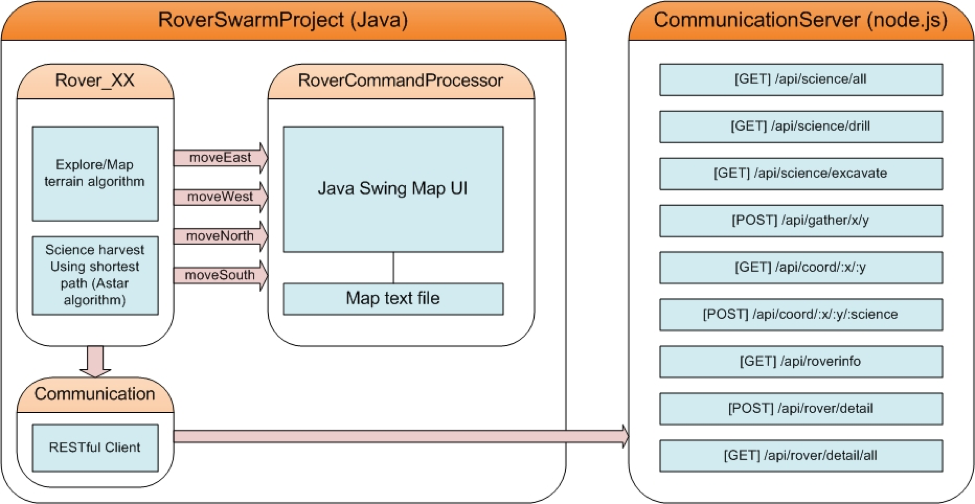 RoverSwarmProject (Java)
Rover_XX
Explore/Map
terrain algorithm
Science harvest
Using shortest
path (Astar
algorithm)
moveEast
moveWest
moveNorth
moveSouth
RoverCommandProcessor
Java Swing Map UI
Map text file
Communication
RESTful Client
CommunicationServer (node.js)
[GET] /api/science/all
[GET] /api/science/drill
[GET] /api/science/excavate
[POST] /api/gather/x/y
[GET] /api/coord/:x/:y
[POST] /api/coord/:x/:y/:science
[GET] /api/roverinfo
[POST] /api/rover/detail
[GET] /api/rover/detail/all